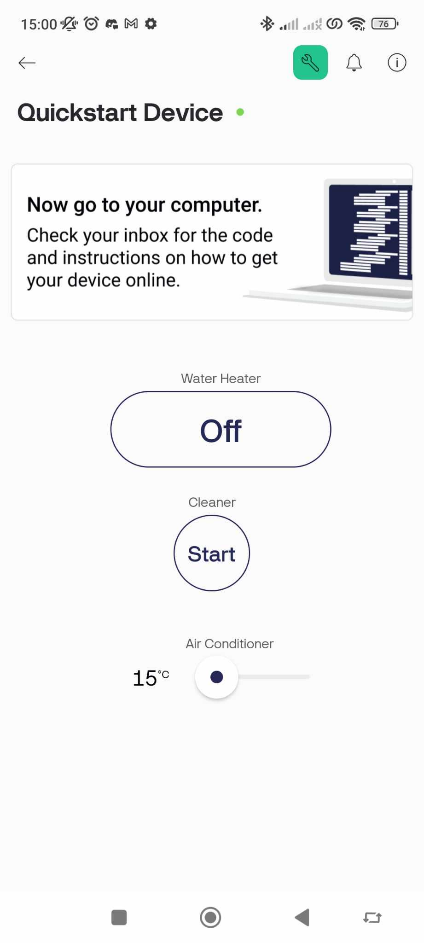 15:00
76
Quickstart Device
Now go to your computer.
Check your inbox for the code
and instructions on how to get
your device online.
Water Heater
Off
Cleaner
Start
Air Conditioner
15°C